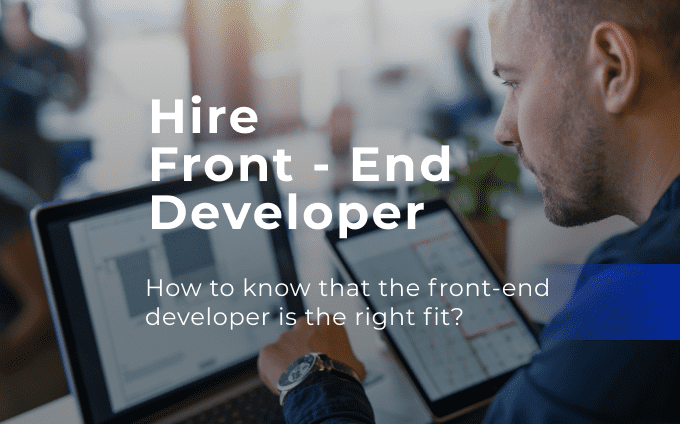 Hire
Front - End
Developer
How to know that the front-end
developer is the right fit?